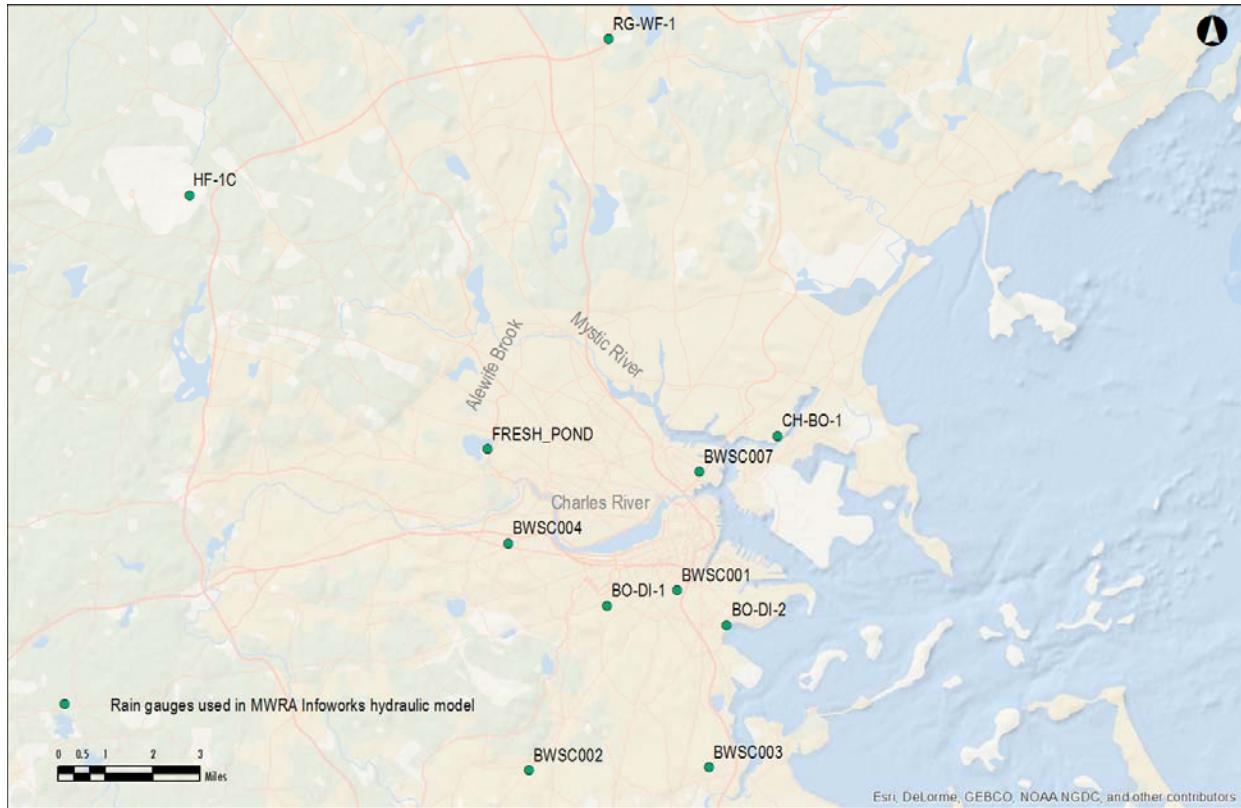 RG-WF-1
HF-1C
Mystic River
Alewife Brook
CH-BO-1
FRESH_POND
BWSC007
Charles River
BWSC004
BWSC001
BO-DI-1
BO-DI-2
Rain gauges used in MWRA Infoworks hydraulic model
BWSC002
BWSC003
0 0.5 1 2 3
Miles
Esri, DeLorme, GEBCO, NOAA NGDC, and other contributors